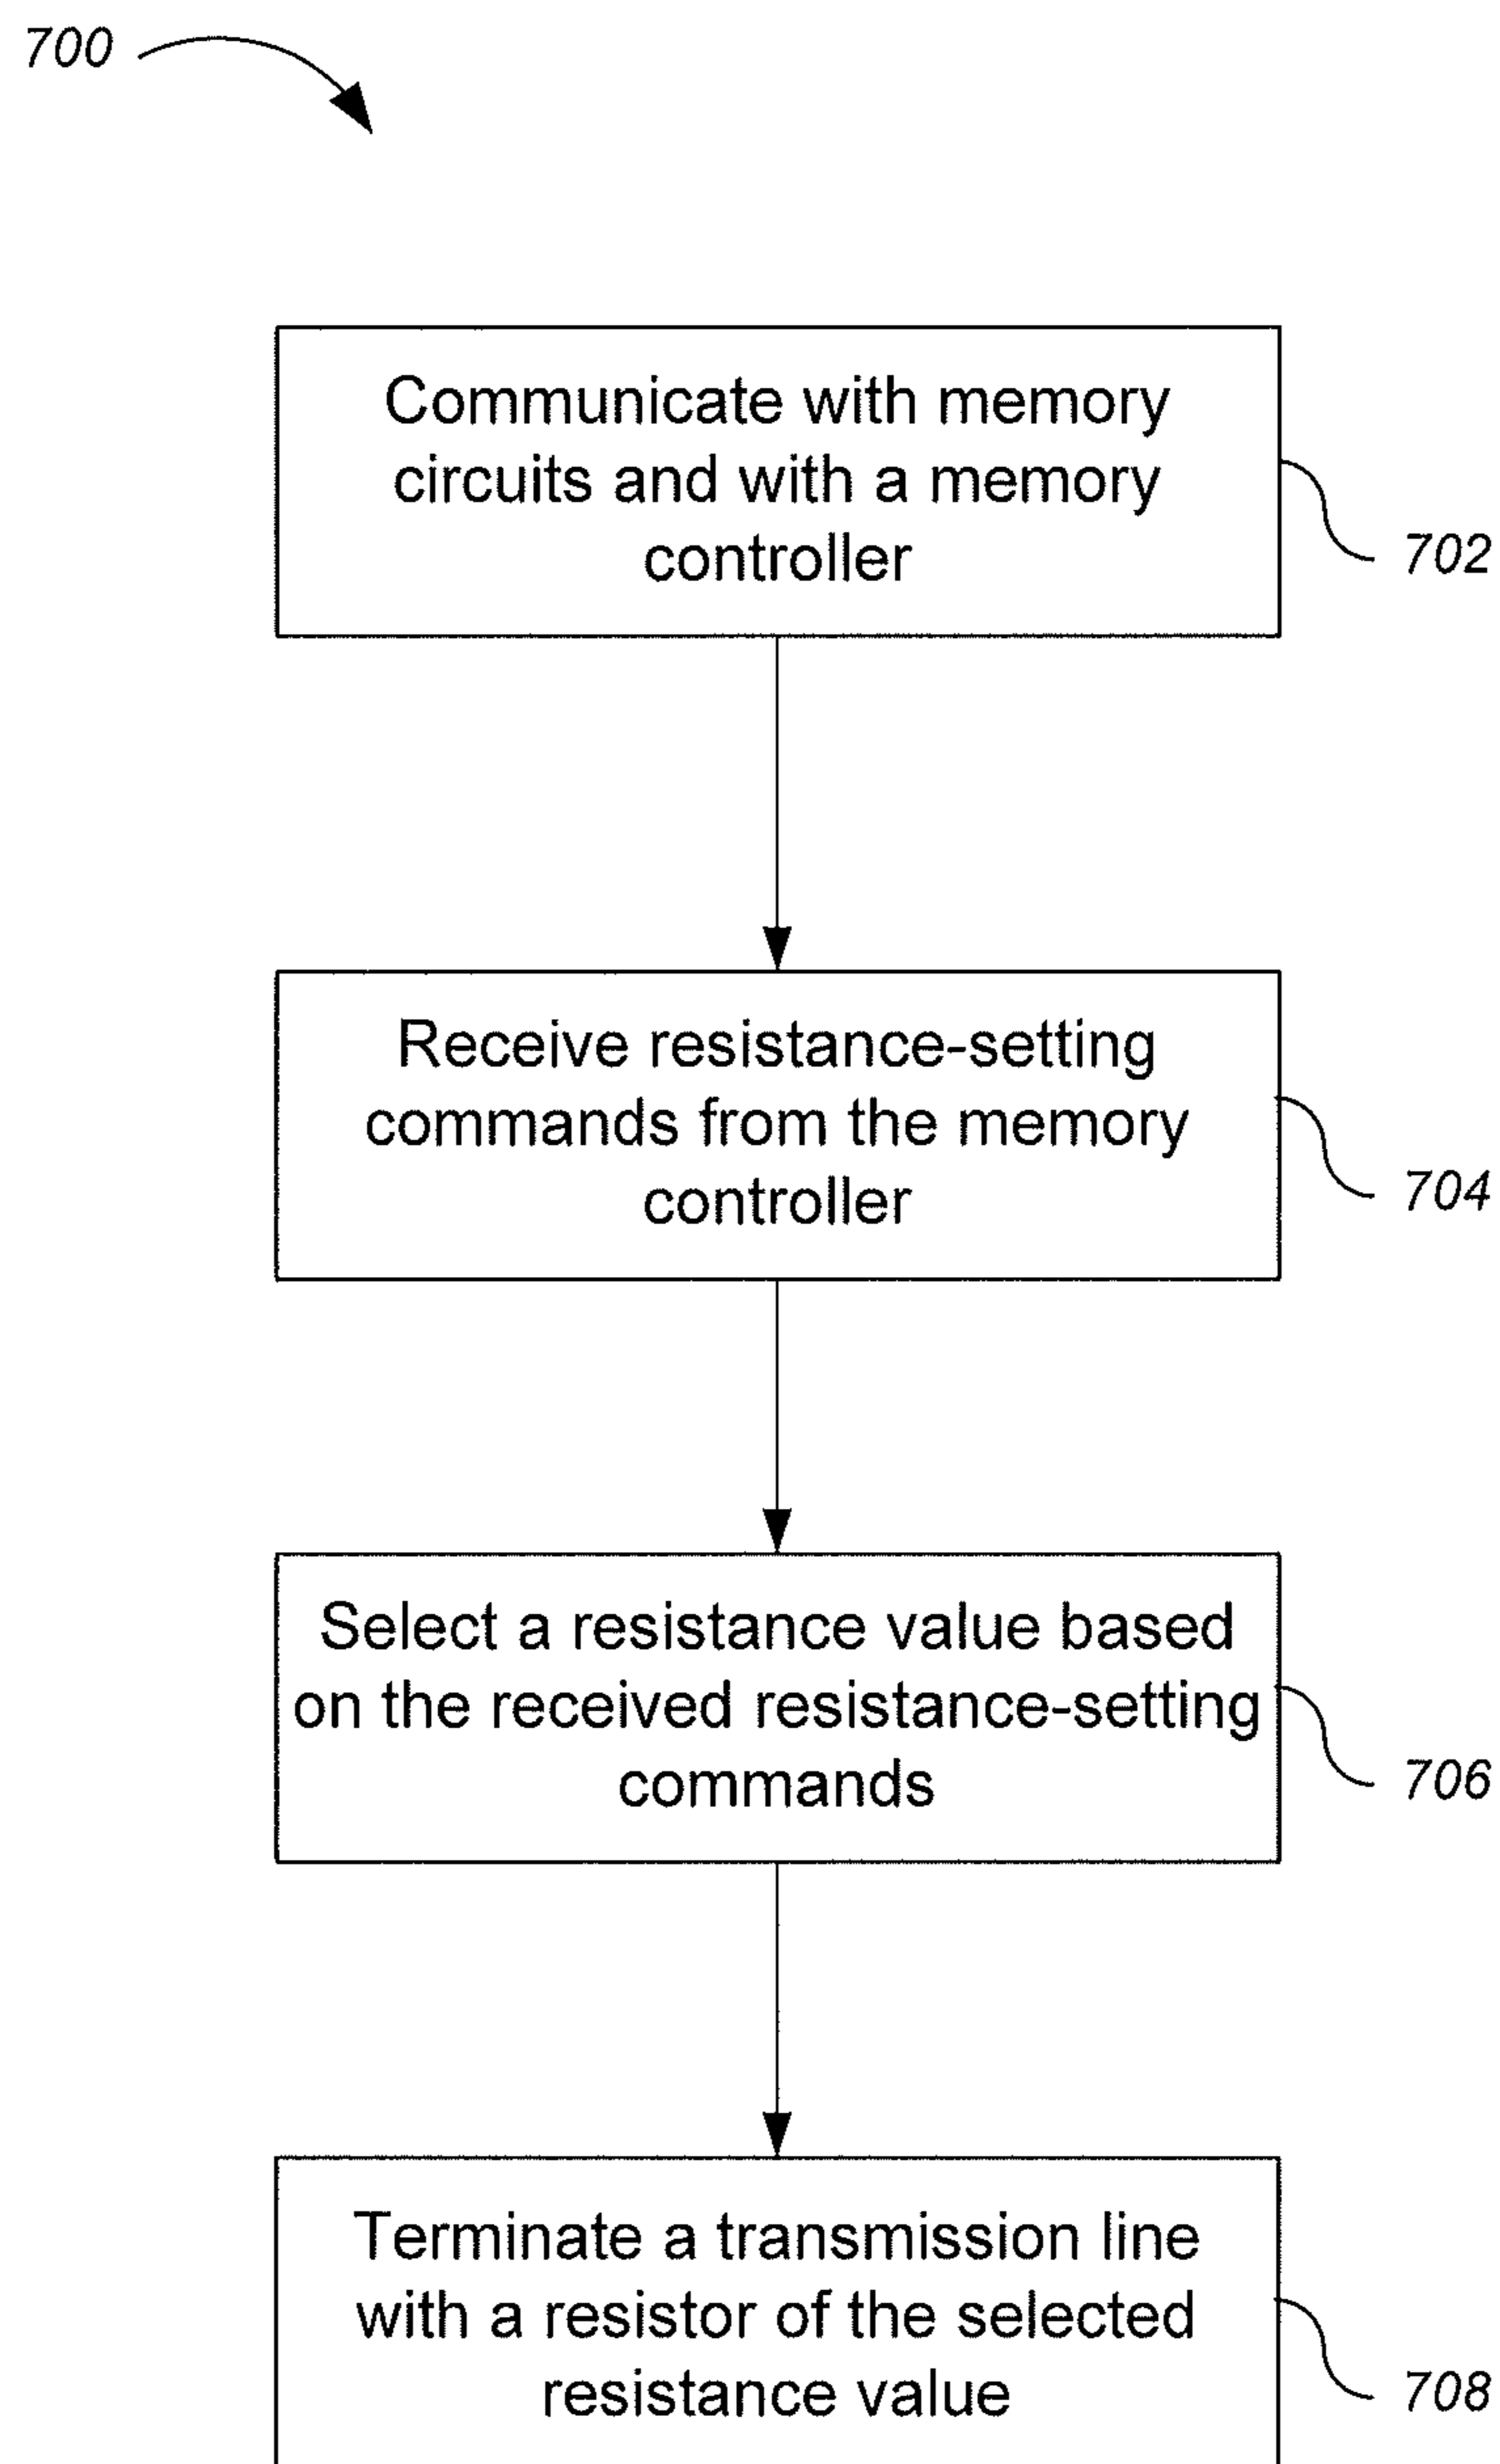 700
Communicate with memory
circuits and with a memory
controller
702
Receive resistance-setting
commands from the memory
controller
704
Select a resistance value based
on the received resistance-setting
commands
706
Terminate a transmission line
with a resistor of the selected
resistance value
708